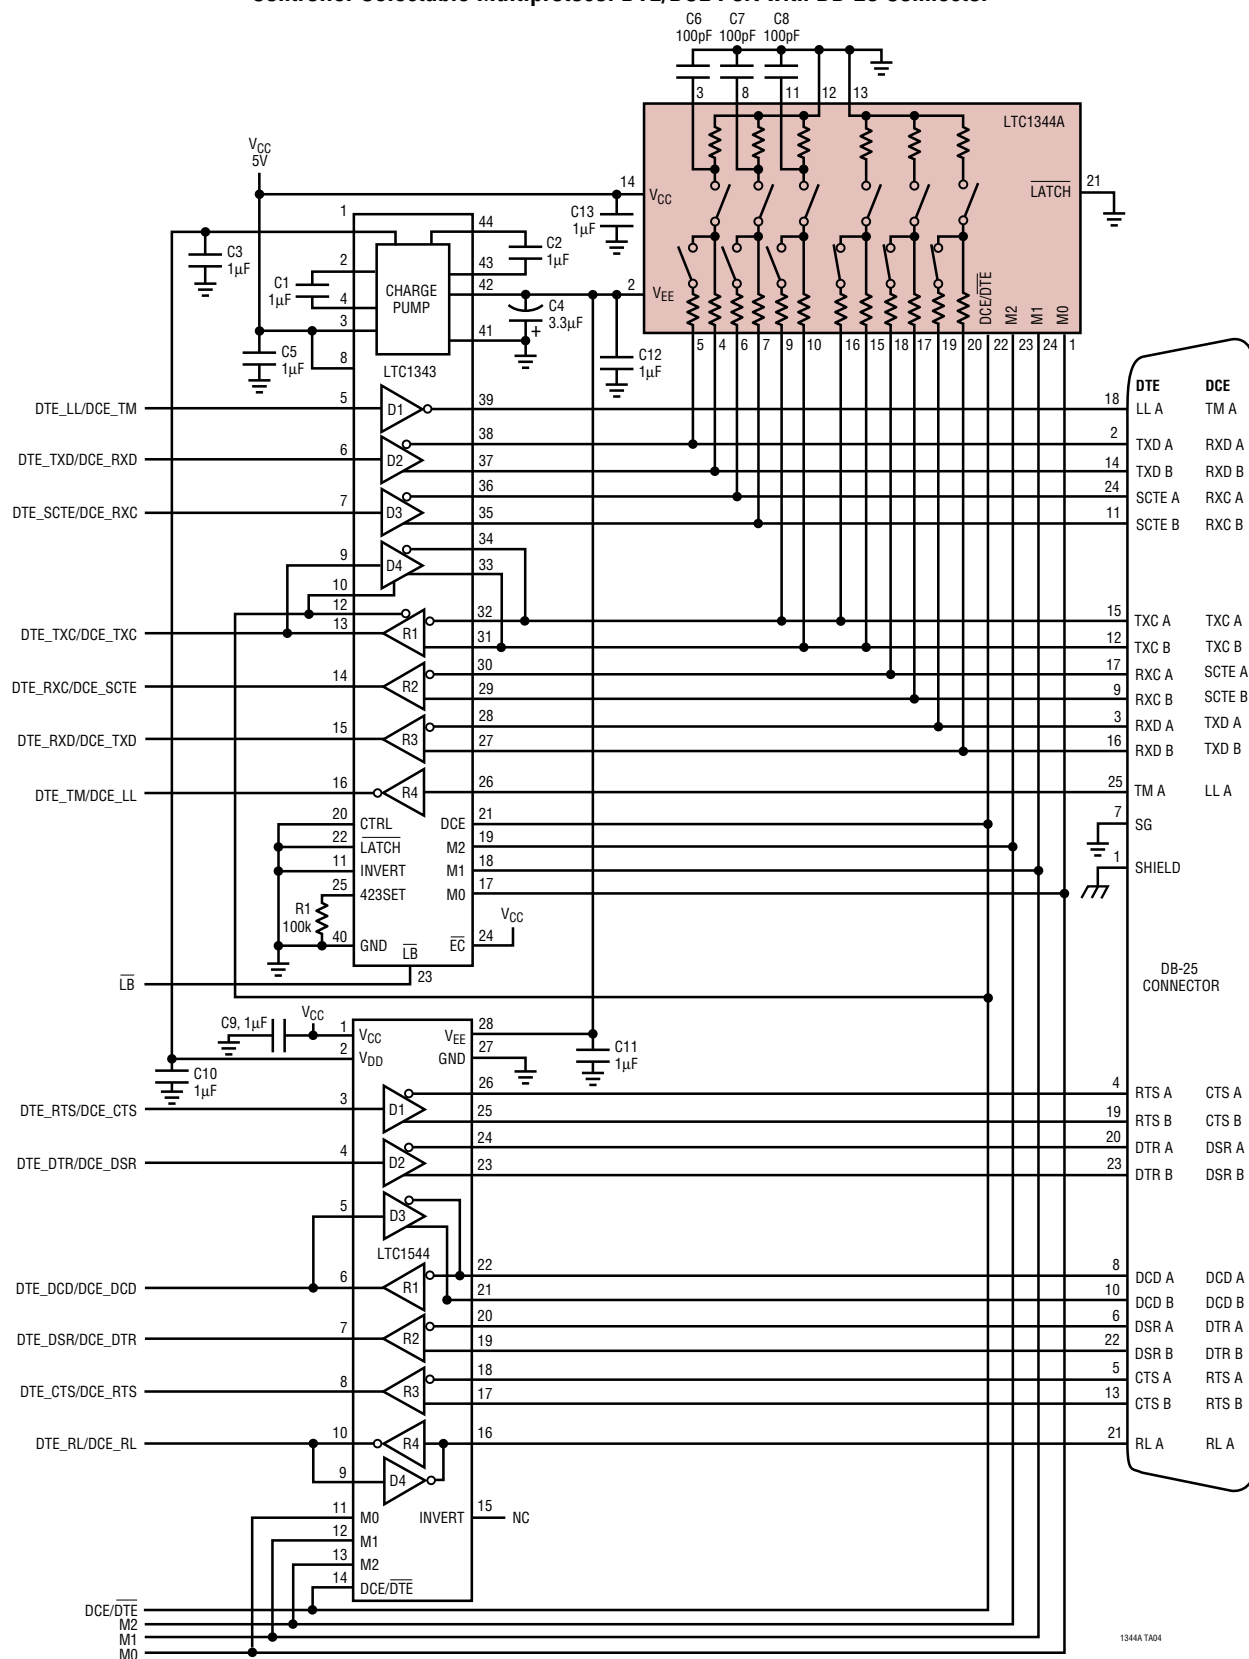 C6 C7 C8
100pF 100pF 100pF
3 8 11 12 13
LTC1344A
VCC
5V
14
VCC
LATCH
21
C13
1µF
1
44
C3
1µF
2
C1
1µF
4
3
CHARGE
PUMP
43
C2
1µF
42
C4
3.3µF
+
41
2
VEE
DCE/DTE
M2
M1
M0
C5
1µF
8
C12
1µF
5 4 6 7 9 10 16 15 18 17 19 20 22 23 24 1
LTC1343
DTE DCE
DTE_LL/DCE_TM 5 D1 39 18 LL A TM A
38 2 TXD A RXD A
DTE_TXD/DCE_RXD 6 D2 37 14 TXD B RXD B
36 24 SCTE A RXC A
DTE_SCTE/DCE_RXC 7 D3 35 11 SCTE B RXC B
34
9 D4 33
10
12 32 15 TXC A TXC A
DTE_TXC/DCE_TXC 13 R1 31 12 TXC B TXC B
30 17 RXC A SCTE A
DTE_RXC/DCE_SCTE 14 R2 29 9 RXC B SCTE B
28 3 RXD A TXD A
DTE_RXD/DCE_TXD 15 R3 27 16 RXD B TXD B
DTE_TM/DCE_LL 16 R4 26 25 TM A LL A
20 CTRL DCE 21 7 SG
22 LATCH M2 19
11 INVERT M1 18 1 SHIELD
25 423SET M0 17
R1
100k
40 GND LB EC 24 VCC
23
LB
DB-25
CONNECTOR
C9, 1µF VCC 1 VCC VEE 28
2 VDD GND 27
C10
1µF
C11
1µF
26 4 RTS A CTS A
DTE_RTS/DCE_CTS 3 D1 25 19 RTS B CTS B
24 20 DTR A DSR A
DTE_DTR/DCE_DSR 4 D2 23 23 DTR B DSR B
5 D3
LTC1544
22 8 DCD A DCD A
DTE_DCD/DCE_DCD 6 R1 21 10 DCD B DCD B
20 6 DSR A DTR A
DTE_DSR/DCE_DTR 7 R2 19 22 DSR B DTR B
18 5 CTS A RTS A
DTE_CTS/DCE_RTS 8 R3 17 13 CTS B RTS B
DTE_RL/DCE_RL 10 R4 16 21 RL A RL A
9 D4
11 M0 INVERT 15 NC
12 M1
13 M2
14 DCE/DTE
DCE/DTE
M2
M1
M0
1344A TA04